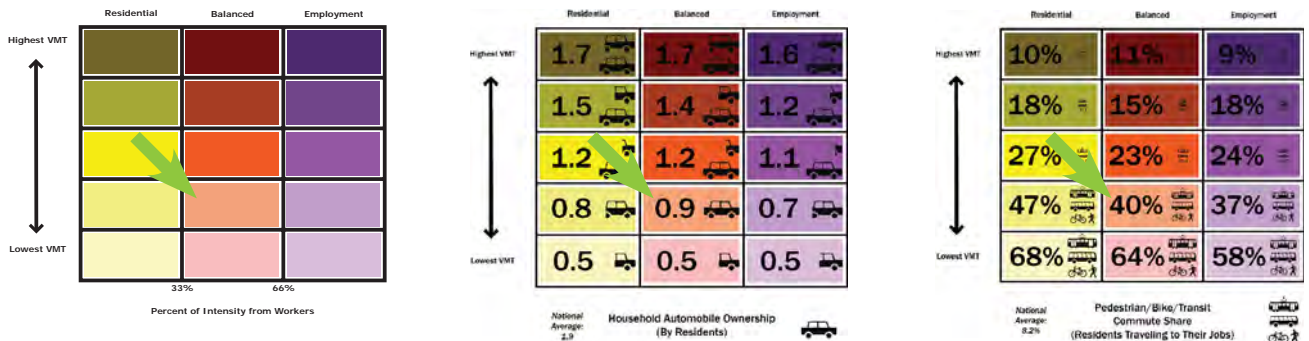 Residential Balanced Employment
Highest VMT
Lowest VMT
33% 66%
Percent of Intensity from Workers
Residential Balanced Employment
Highest VMT
1.7 1.7 1.6
1.5 1.4 1.2
1.2 1.2 1.1
0.8 0.9 0.7
Lowest VMT
0.5 0.5 0.5
National
Average:
1.9
Household Automobile Ownership
(By Residents)
Residential Balanced Employment
Highest VMT
10% 11% 9%
18% 15% 18%
27% 23% 24%
47% 40% 37%
Lowest VMT
68% 64% 58%
National
Average:
8.2%
Pedestrian/Bike/Transit
Commute Share
(Residents Traveling to Their Jobs)